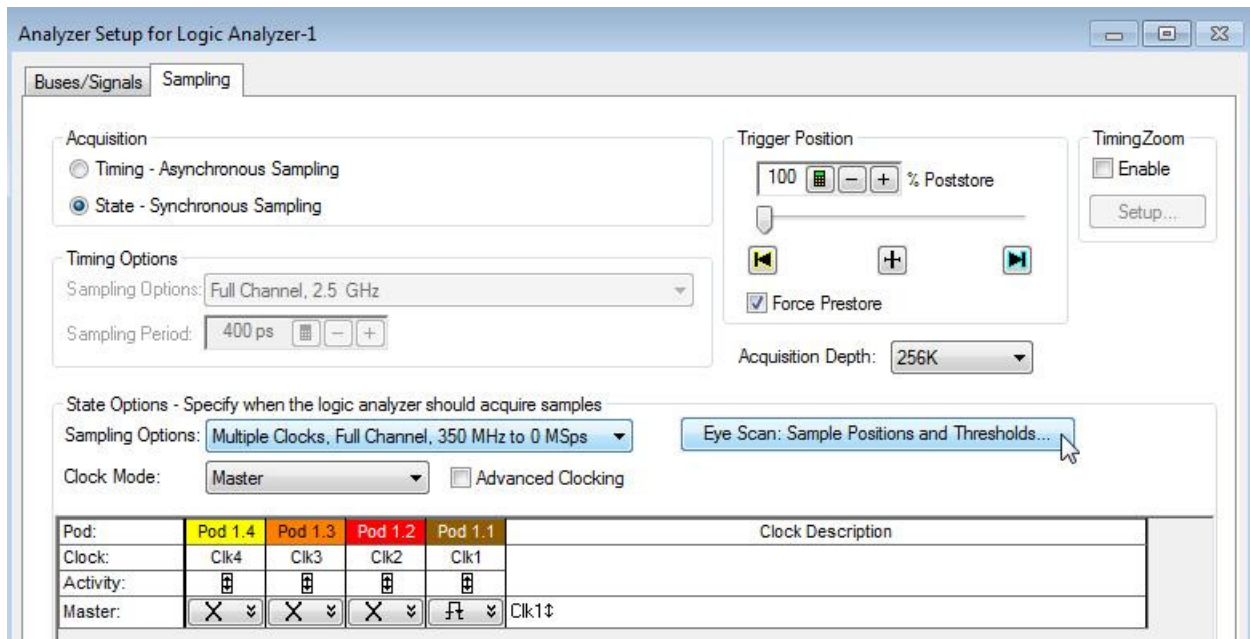 Analyzer Setup for Logic Analyzer-1
Buses/Signals Sampling
Acquisition
Timing - Asynchronous Sampling
State - Synchronous Sampling
Trigger Position
100 % Poststore
Force Prestore
TimingZoom
Enable
Setup...
Timing Options
Sampling Options: Full Channel, 2.5 GHz
Sampling Period: 400 ps
Acquisition Depth: 256K
State Options - Specify when the logic analyzer should acquire samples
Sampling Options: Multiple Clocks, Full Channel, 350 MHz to 0 MSps
Eye Scan: Sample Positions and Thresholds...
Clock Mode: Master Advanced Clocking
Pod: Pod 1.4 Pod 1.3 Pod 1.2 Pod 1.1 Clock Description
Clock: Clk4 Clk3 Clk2 Clk1
Activity: ↕ ↕ ↕ ↕
Master: X X X Clk1↕